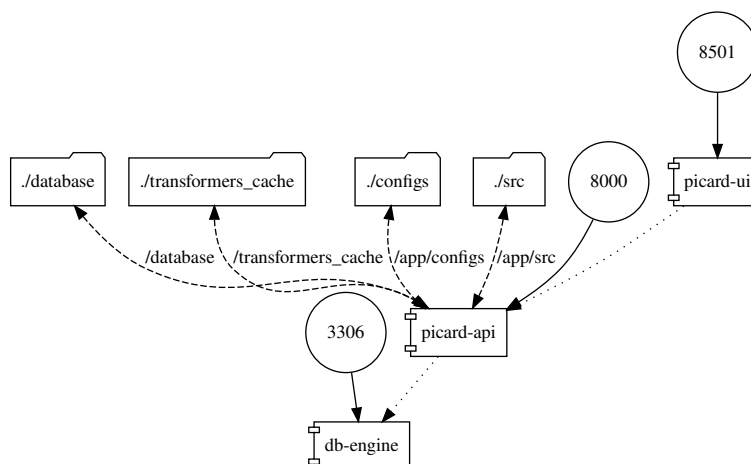 8501
./database
./transformers_cache
./configs
./src
8000
picard-ui
/database
/transformers_cache
/app/configs
/app/src
3306
picard-api
db-engine